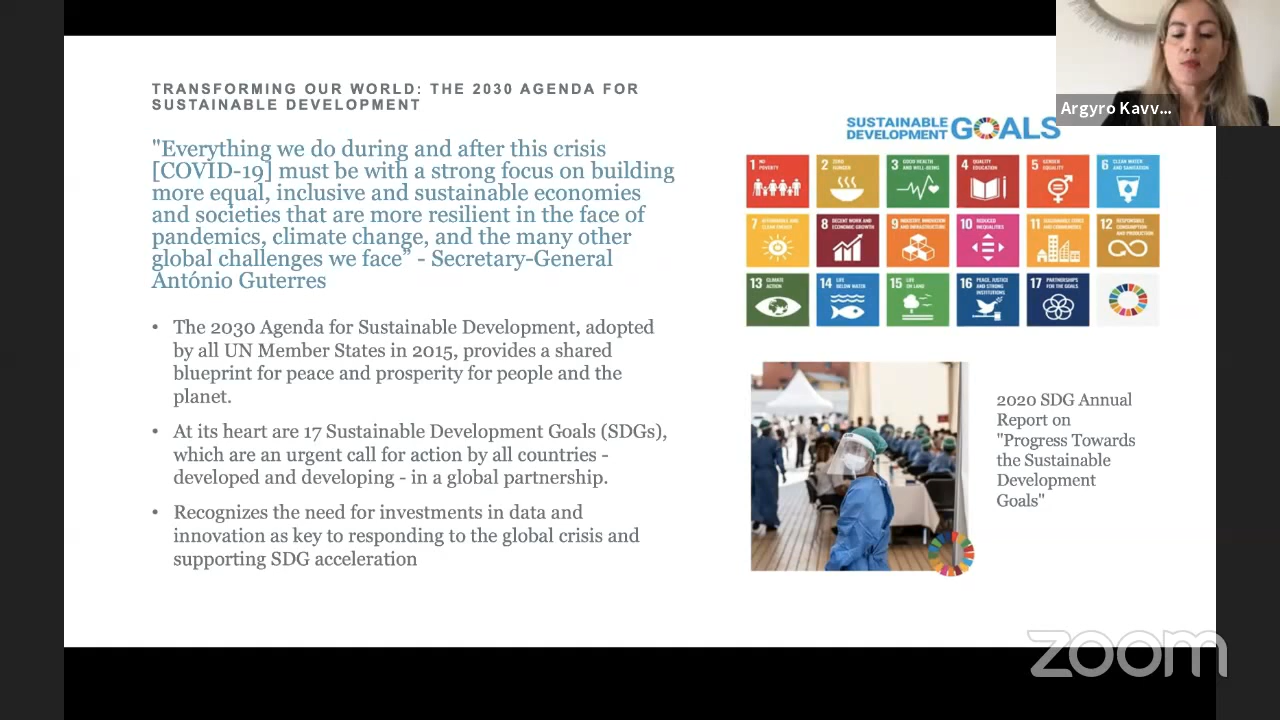 TRANSFORMING OUR WORLD: THE 2030 AGENDA FOR
SUSTAINABLE DEVELOPMENT
"Everything we do during and after this crisis
[COVID-19] must be with a strong focus on building
more equal, inclusive and sustainable economies
and societies that are more resilient in the face of
pandemics, climate change, and the many other
global challenges we face” - Secretary-General
António Guterres
• The 2030 Agenda for Sustainable Development, adopted
by all UN Member States in 2015, provides a shared
blueprint for peace and prosperity for people and the
planet.
• At its heart are 17 Sustainable Development Goals (SDGs),
which are an urgent call for action by all countries -
developed and developing - in a global partnership.
• Recognizes the need for investments in data and
innovation as key to responding to the global crisis and
supporting SDG acceleration
Argyro Kavv...
SUSTAINABLE
DEVELOPMENT GOALS
1 NO
POVERTY
2 ZERO
HUNGER
3 GOOD HEALTH
AND WELL-BEING
4 QUALITY
EDUCATION
5 GENDER
EQUALITY
6 CLEAN WATER
AND SANITATION
7 AFFORDABLE AND
CLEAN ENERGY
8 DECENT WORK AND
ECONOMIC GROWTH
9 INDUSTRY, INNOVATION
AND INFRASTRUCTURE
10 REDUCED
INEQUALITIES
11 SUSTAINABLE CITIES
AND COMMUNITIES
12 RESPONSIBLE
CONSUMPTION
AND PRODUCTION
13 CLIMATE
ACTION
14 LIFE
BELOW WATER
15 LIFE
ON LAND
16 PEACE, JUSTICE
AND STRONG
INSTITUTIONS
17 PARTNERSHIPS
FOR THE GOALS
2020 SDG Annual
Report on
"Progress Towards
the Sustainable
Development
Goals"
zoom